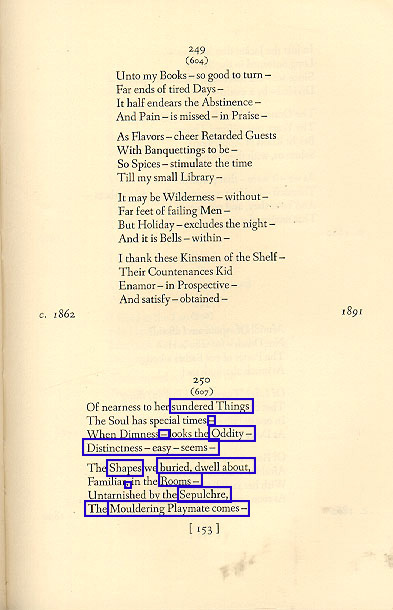 249
(604)
Unto my Books – so good to turn –
Far ends of tired Days –
It half endears the Abstinence –
And Pain – is missed – in Praise –
As Flavors – cheer Retarded Guests
With Banquettings to be –
So Spices – stimulate the time
Till my small Library –
It may be Wilderness – without –
Far feet of failing Men –
But Holiday – excludes the night –
And it is Bells – within –
I thank these Kinsmen of the Shelf –
Their Countenances Kid
Enamor – in Prospective –
And satisfy – obtained –
c. 1862 1891
250
(607)
Of nearness to her sundered Things
The Soul has special times –
When Dimness – looks the Oddity –
Distinctness – easy – seems –
The Shapes we buried, dwell about,
Familiar, in the Rooms –
Untarnished by the Sepulchre,
The Mouldering Playmate comes –
[ 153 ]